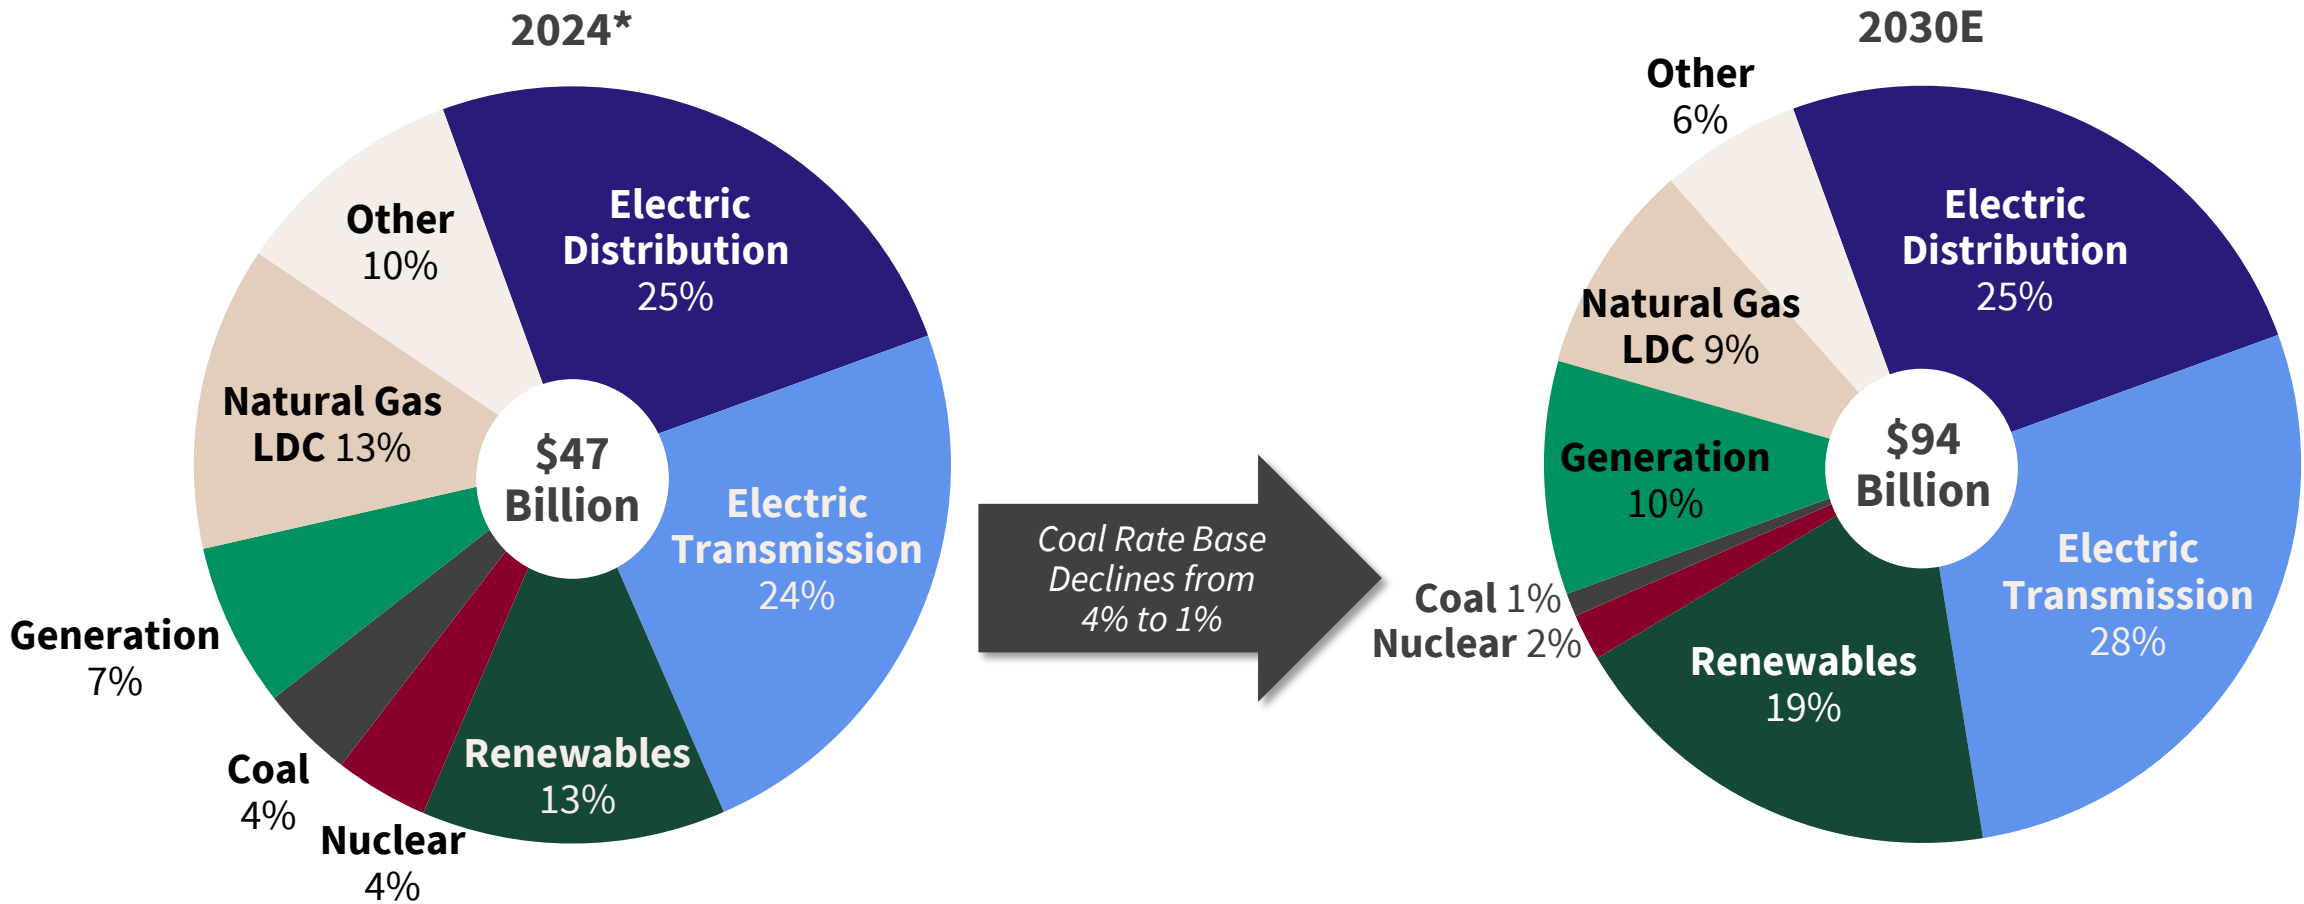 2024*
Other
10%
Electric
Distribution
25%
Natural Gas
LDC 13%
$47
Billion
Electric
Transmission
24%
Generation
7%
Renewables
13%
Coal
4%
Nuclear
4%
Coal Rate Base
Declines from
4% to 1%
2030E
Other
6%
Electric
Distribution
25%
Natural Gas
LDC 9%
Generation
10%
$94
Billion
Electric
Transmission
28%
Coal 1%
Nuclear 2%
Renewables
19%